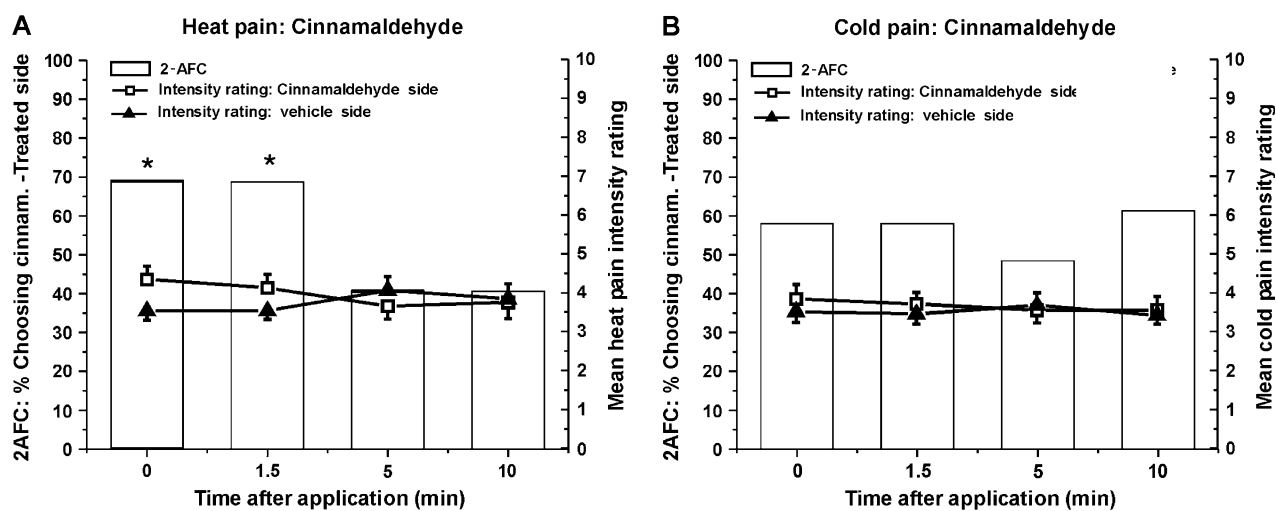 A
Heat pain: Cinnamaldehyde
2AFC: % Choosing cinnam. -Treated side
100
90
80
70
60
50
40
30
20
10
0
2-AFC
Intensity rating: Cinnamaldehyde side
Intensity rating: vehicle side
*
*
10
9
8
7
6
5
4
3
2
1
0
Mean heat pain intensity rating
0 1.5 5 10
Time after application (min)
B
Cold pain: Cinnamaldehyde
2AFC: % Choosing cinnam. -Treated side
100
90
80
70
60
50
40
30
20
10
0
2-AFC
Intensity rating: Cinnamaldehyde side
Intensity rating: vehicle side
10
9
8
7
6
5
4
3
2
1
0
Mean cold pain intensity rating
0 1.5 5 10
Time after application (min)